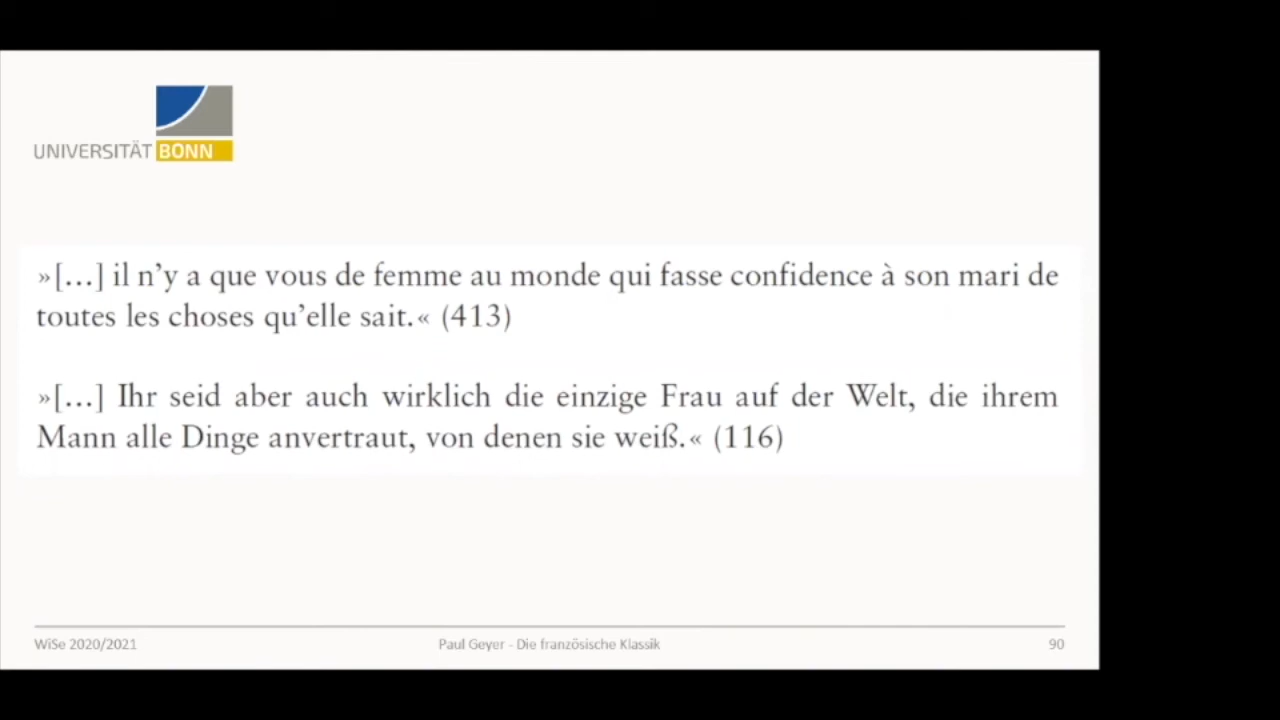 UNIVERSITÄT BONN
»[…] il n’y a que vous de femme au monde qui fasse confidence à son mari de
toutes les choses qu’elle sait.« (413)
»[…] Ihr seid aber auch wirklich die einzige Frau auf der Welt, die ihrem
Mann alle Dinge anvertraut, von denen sie weiß.« (116)
WiSe 2020/2021
Paul Geyer - Die französische Klassik
90